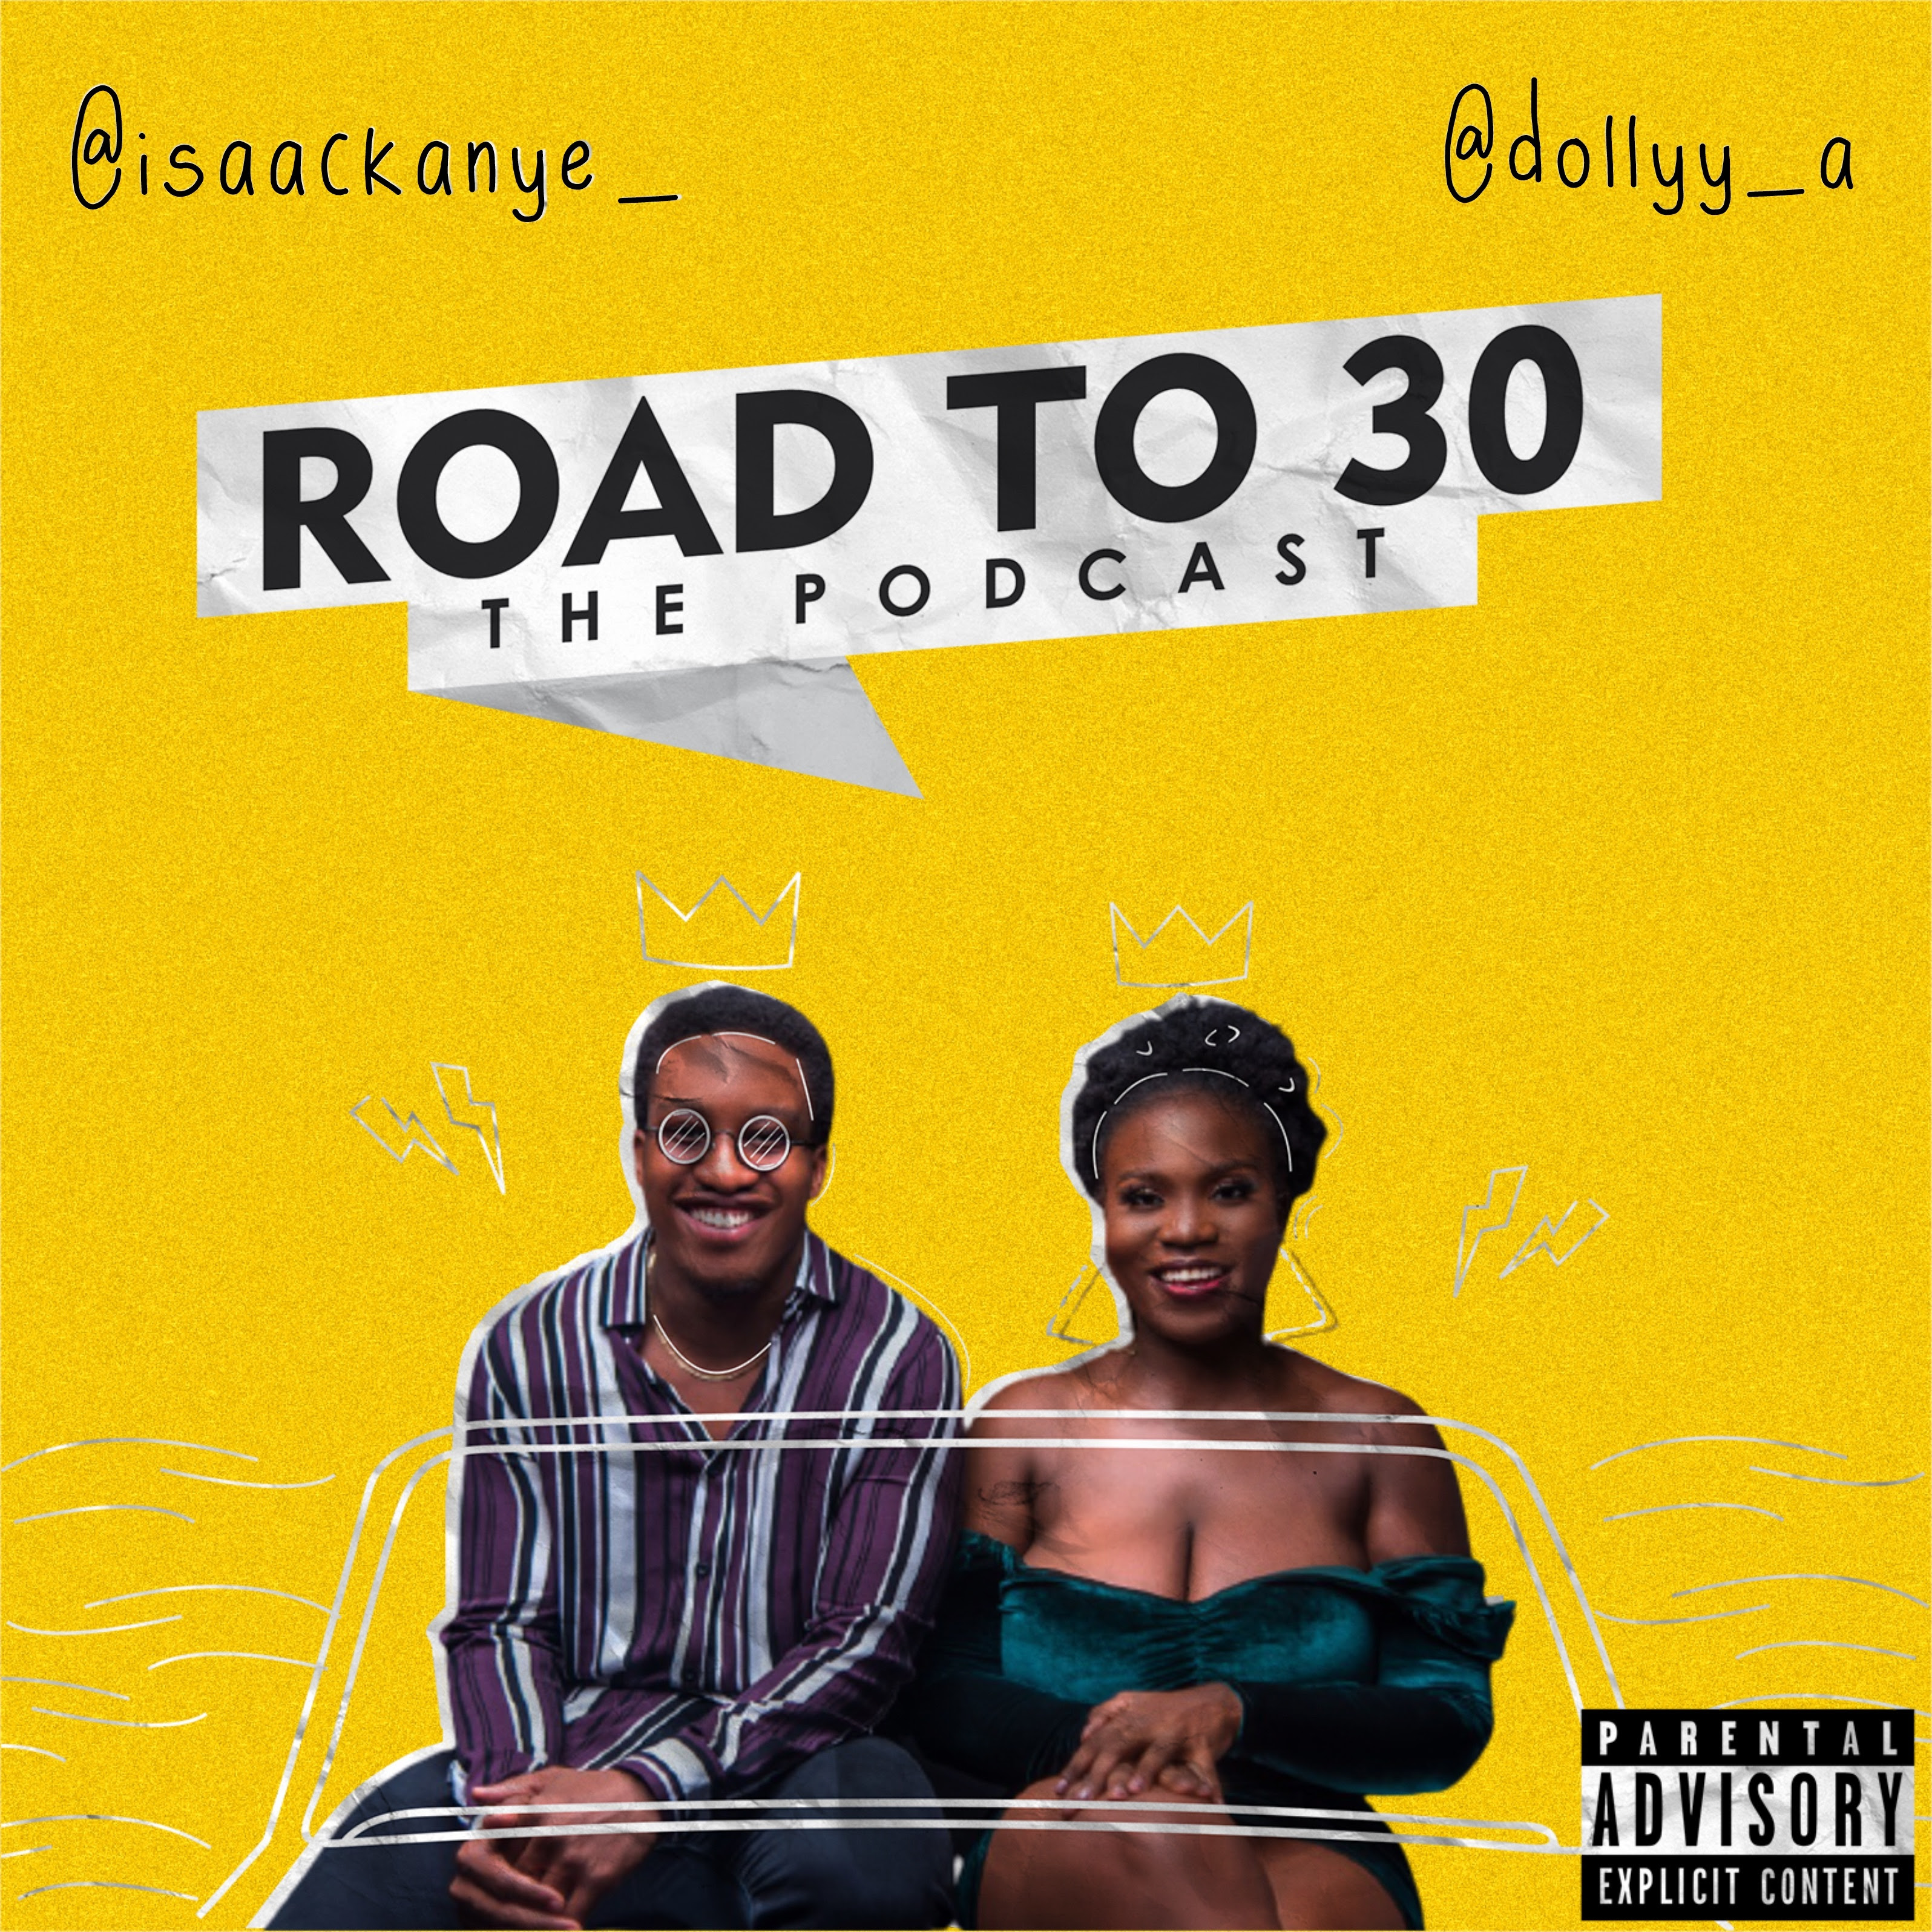 @isaackanye_
@dollyy_a
ROAD TO 30
THE PODCAST
PARENTAL
ADVISORY
EXPLICIT CONTENT